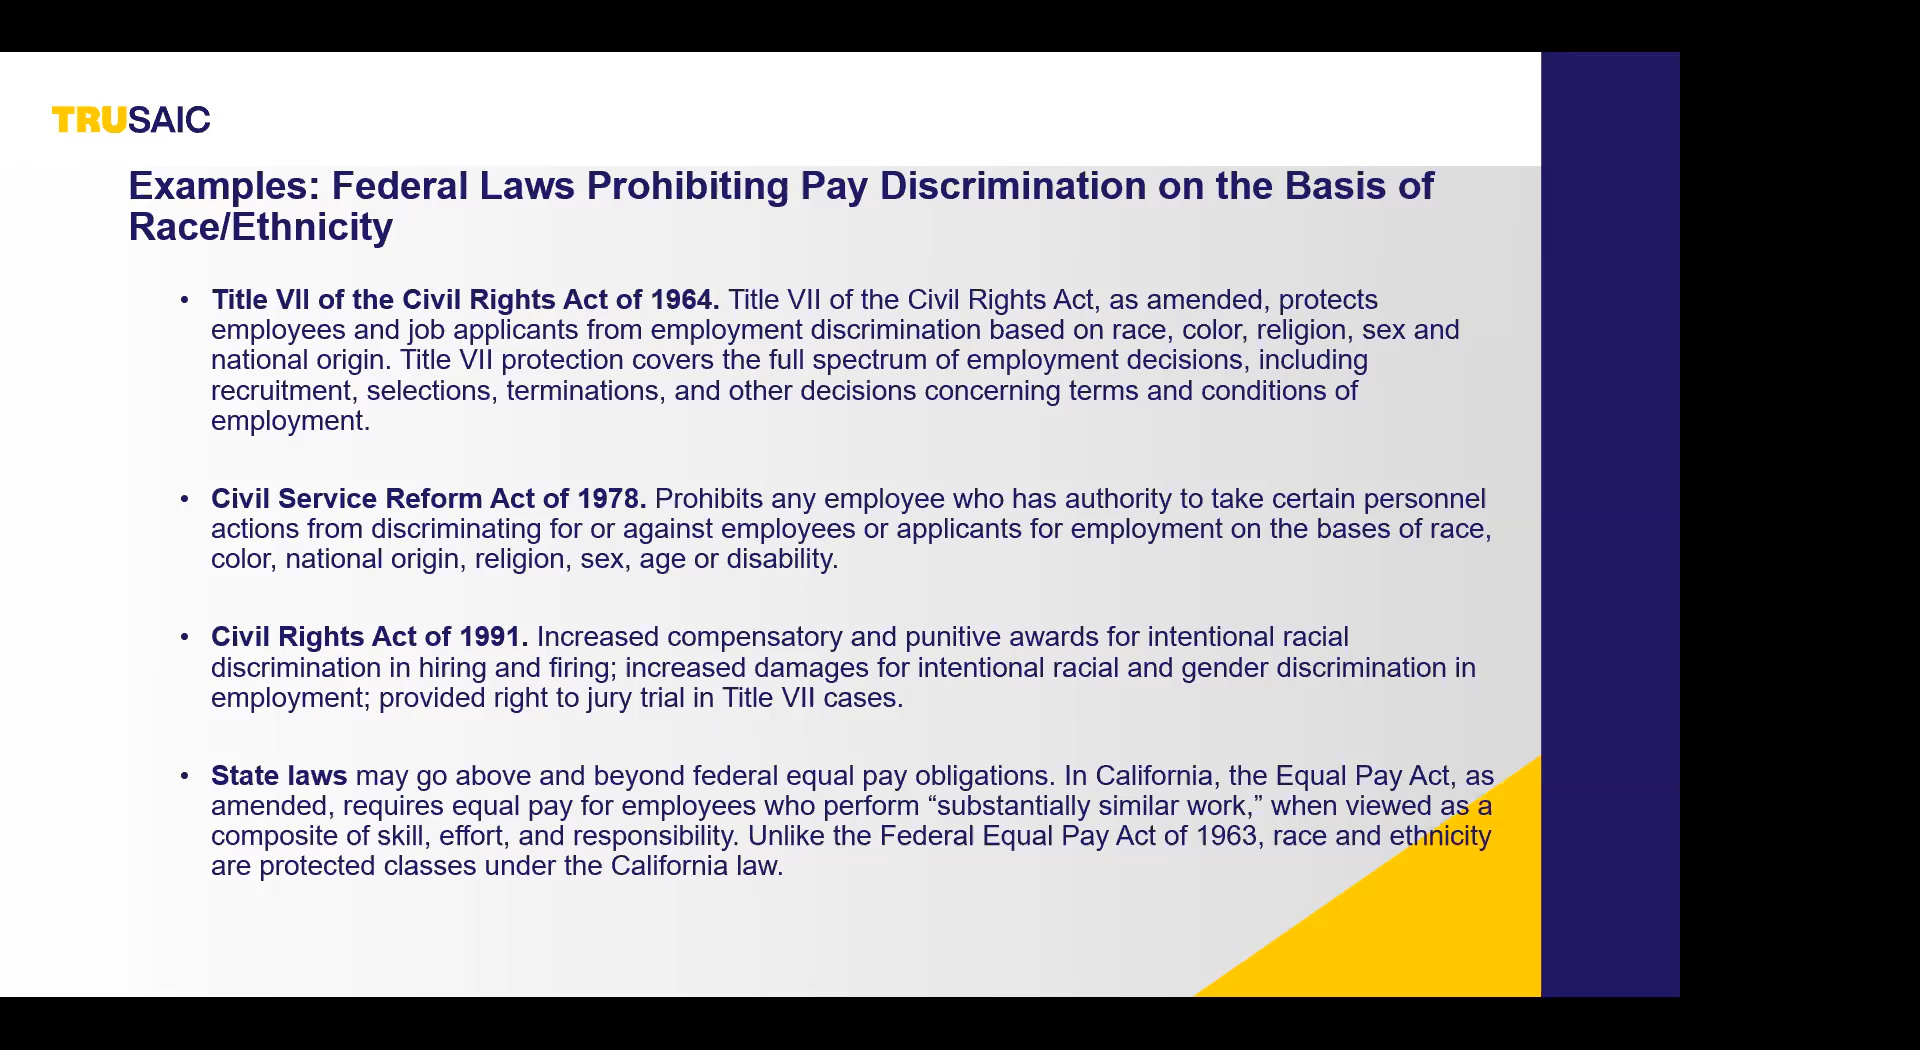 TRUSAIC
Examples: Federal Laws Prohibiting Pay Discrimination on the Basis of
Race/Ethnicity
• Title VII of the Civil Rights Act of 1964. Title VII of the Civil Rights Act, as amended, protects
employees and job applicants from employment discrimination based on race, color, religion, sex and
national origin. Title VII protection covers the full spectrum of employment decisions, including
recruitment, selections, terminations, and other decisions concerning terms and conditions of
employment.
• Civil Service Reform Act of 1978. Prohibits any employee who has authority to take certain personnel
actions from discriminating for or against employees or applicants for employment on the bases of race,
color, national origin, religion, sex, age or disability.
• Civil Rights Act of 1991. Increased compensatory and punitive awards for intentional racial
discrimination in hiring and firing; increased damages for intentional racial and gender discrimination in
employment; provided right to jury trial in Title VII cases.
• State laws may go above and beyond federal equal pay obligations. In California, the Equal Pay Act, as
amended, requires equal pay for employees who perform “substantially similar work,” when viewed as a
composite of skill, effort, and responsibility. Unlike the Federal Equal Pay Act of 1963, race and ethnicity
are protected classes under the California law.